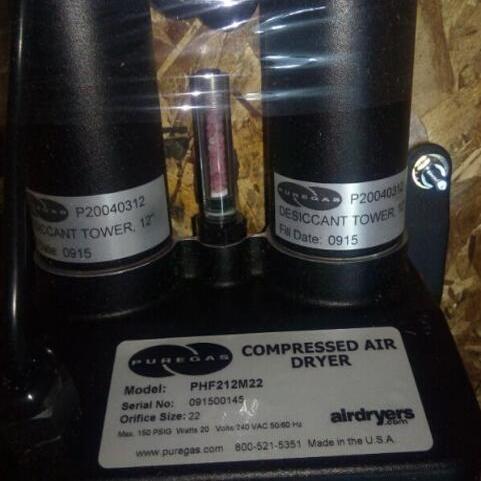 PUREGAS P20040312
DESICCANT TOWER, 12"
Date: 0915
PUREGAS P20040312
DESICCANT TOWER,
Fill Date: 0915
PUREGAS
COMPRESSED AIR
DRYER
Model: PHF212M22
Serial No: 091500145
Orifice Size: 22
Max. 150 PSIG Watts 20 Volts 240 VAC 50/60 Hz
airdryers
.com
www.puregas.com 800-521-5351 Made in the U.S.A.